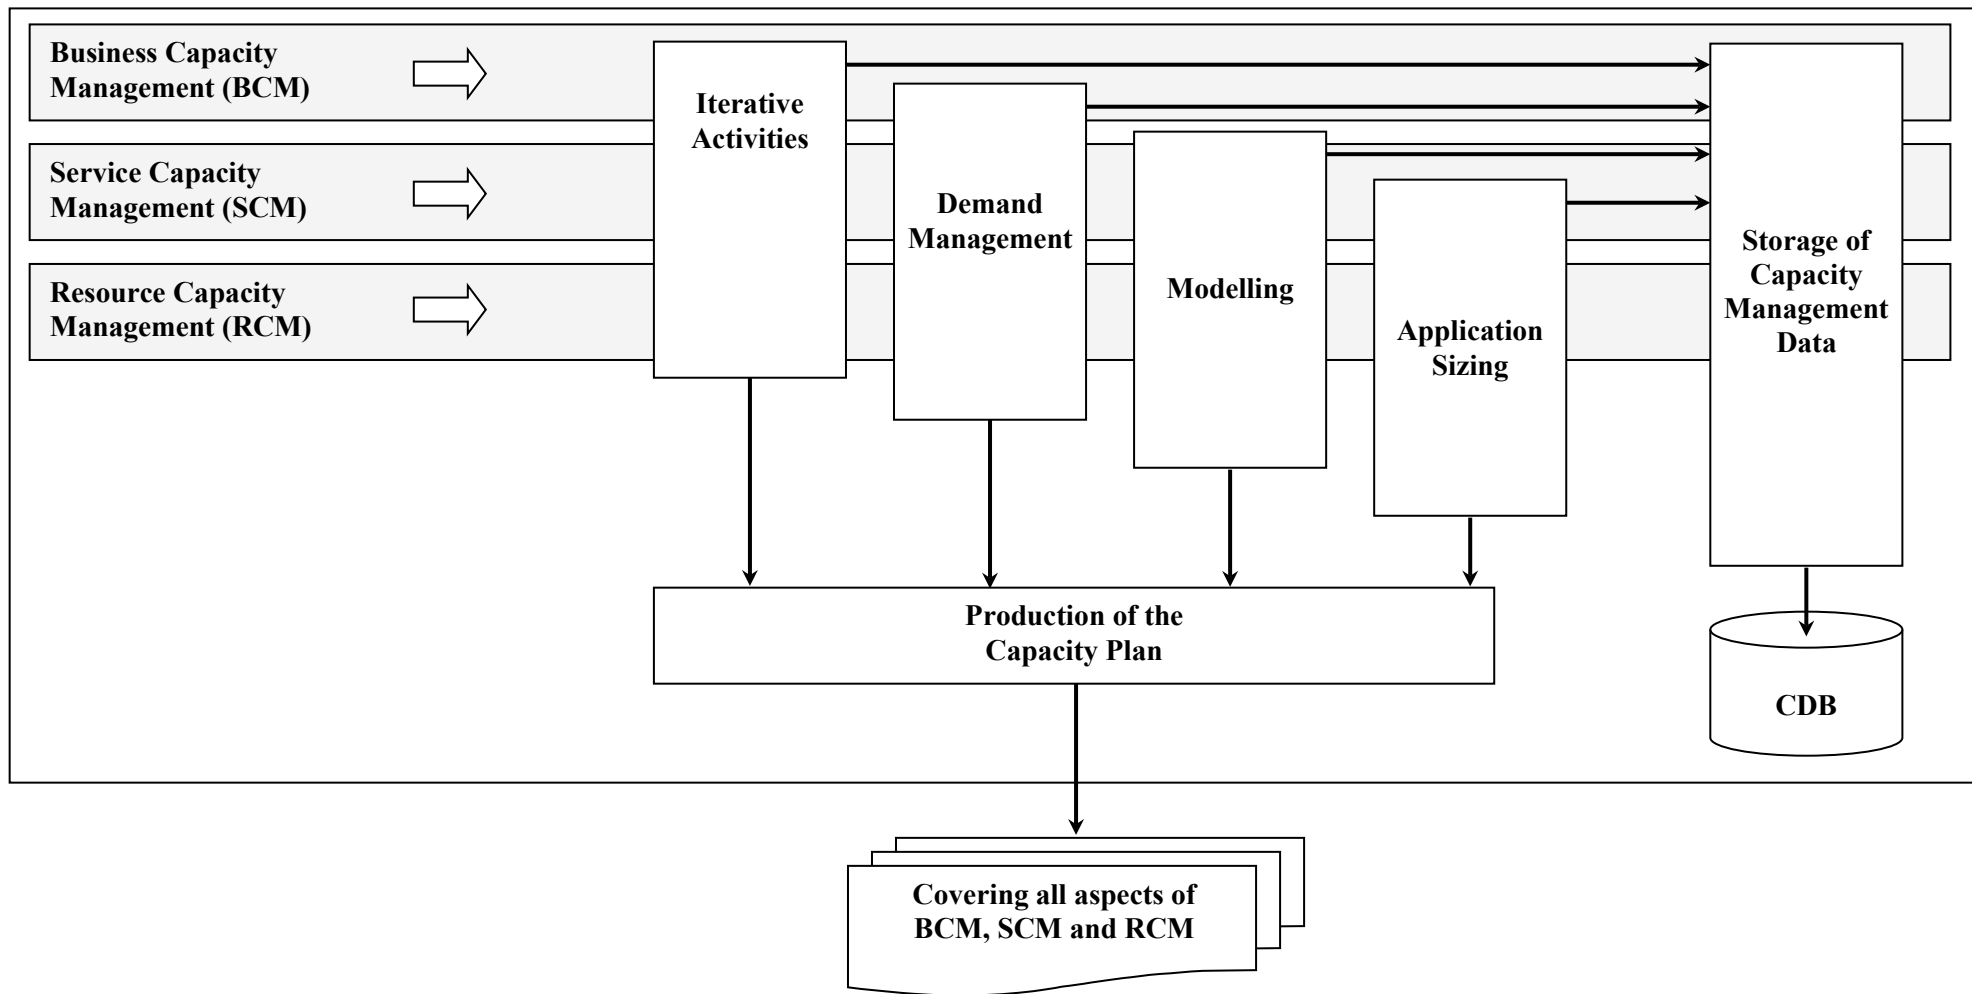 Business Capacity
Management (BCM)
Service Capacity
Management (SCM)
Resource Capacity
Management (RCM)
Iterative
Activities
Demand
Management
Modelling
Application
Sizing
Storage of
Capacity
Management
Data
Production of the
Capacity Plan
CDB
Covering all aspects of
BCM, SCM and RCM